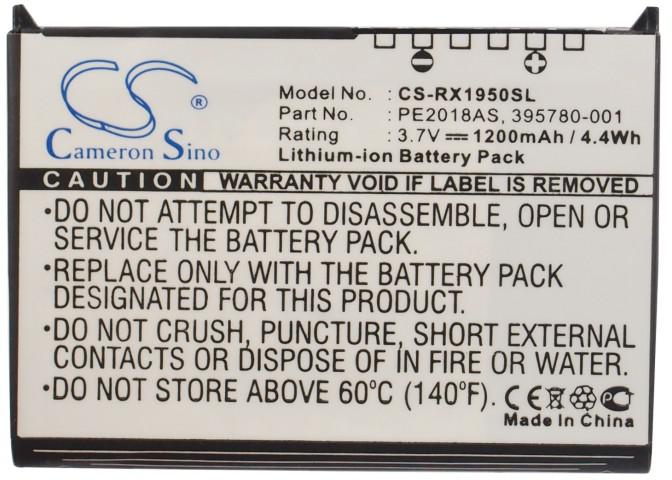 CS®
Cameron Sino
Model No. : CS-RX1950SL
PE2018AS, 395780-001
Rating : 3.7V 1200mAh / 4.4Wh
Lithium-ion Battery Pack
CAUTION WARRANTY VOID IF LABEL IS REMOVED
•DO NOT ATTEMPT TO DISASSEMBLE, OPEN OR
SERVICE THE BATTERY PACK.
•REPLACE ONLY WITH THE BATTERY PACK
DESIGNATED FOR THIS PRODUCT.
•DO NOT CRUSH, PUNCTURE, SHORT EXTERNAL
CONTACTS OR DISPOSE OF IN FIRE OR WATER.
•DO NOT STORE ABOVE 60°C (140°F).
CE PC
Made in China